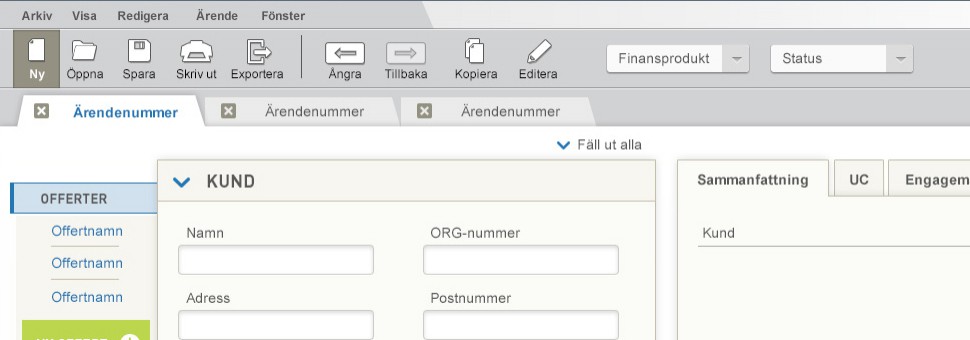 Arkiv Visa Redigera Ärende Fönster
Ny Öppna Spara Skriv ut Exportera Ångra Tillbaka Kopiera Editera Finansprodukt Status
Ärendenummer Ärendenummer Ärendenummer
Fäll ut alla
KUND Sammanfattning UC Engagem
OFFERTER
Offertnamn Namn ORG-nummer Kund
Offertnamn
Offertnamn Adress Postnummer